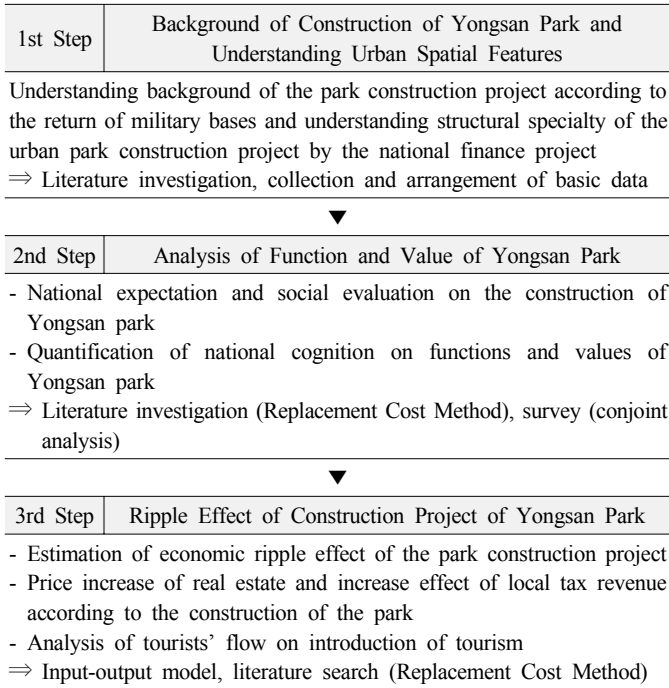 1st Step
Background of Construction of Yongsan Park and
Understanding Urban Spatial Features
Understanding background of the park construction project according to
the return of military bases and understanding structural specialty of the
urban park construction project by the national finance project
⇒ Literature investigation, collection and arrangement of basic data
▼
2nd Step
Analysis of Function and Value of Yongsan Park
- National expectation and social evaluation on the construction of
Yongsan park
- Quantification of national cognition on functions and values of
Yongsan park
⇒ Literature investigation (Replacement Cost Method), survey (conjoint
analysis)
▼
3rd Step
Ripple Effect of Construction Project of Yongsan Park
- Estimation of economic ripple effect of the park construction project
- Price increase of real estate and increase effect of local tax revenue
according to the construction of the park
- Analysis of tourists' flow on introduction of tourism
⇒ Input-output model, literature search (Replacement Cost Method)